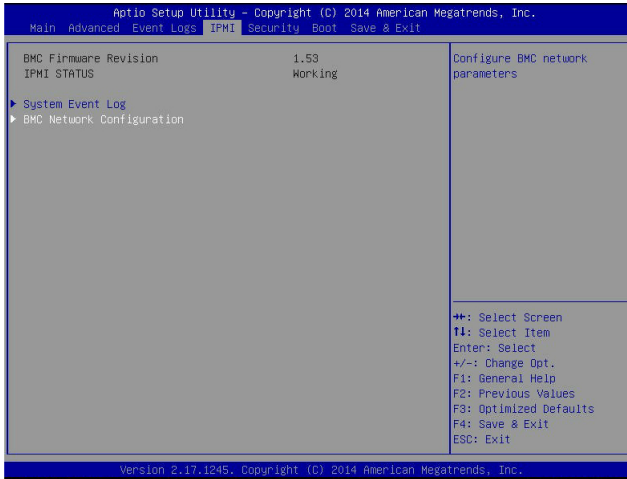 Aptio Setup Utility - Copyright (C) 2014 American Megatrends, Inc.
Main Advanced Event Logs IPMI Security Boot Save & Exit
BMC Firmware Revision 1.53
IPMI STATUS Working
System Event Log
BMC Network Configuration
Configure BMC network
parameters
→←: Select Screen
↑↓: Select Item
Enter: Select
+/-: Change Opt.
F1: General Help
F2: Previous Values
F3: Optimized Defaults
F4: Save & Exit
ESC: Exit
Version 2.17.1245. Copyright (C) 2014 American Megatrends, Inc.